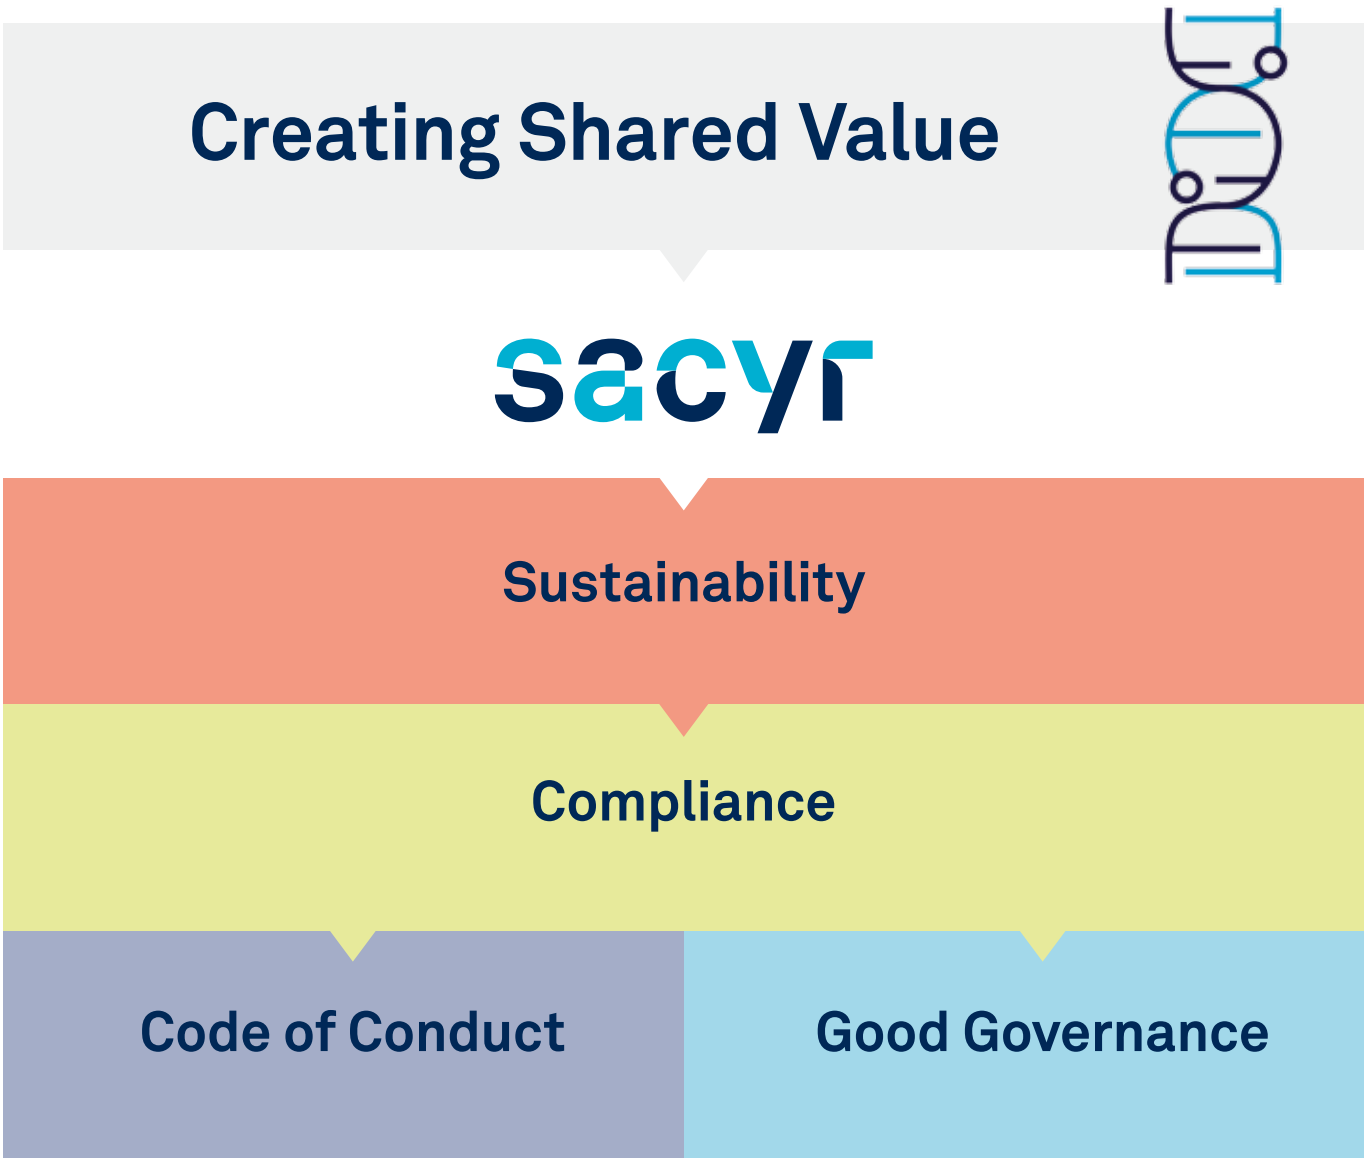 Creating Shared Value
sacyr
Sustainability
Compliance
Code of Conduct
Good Governance